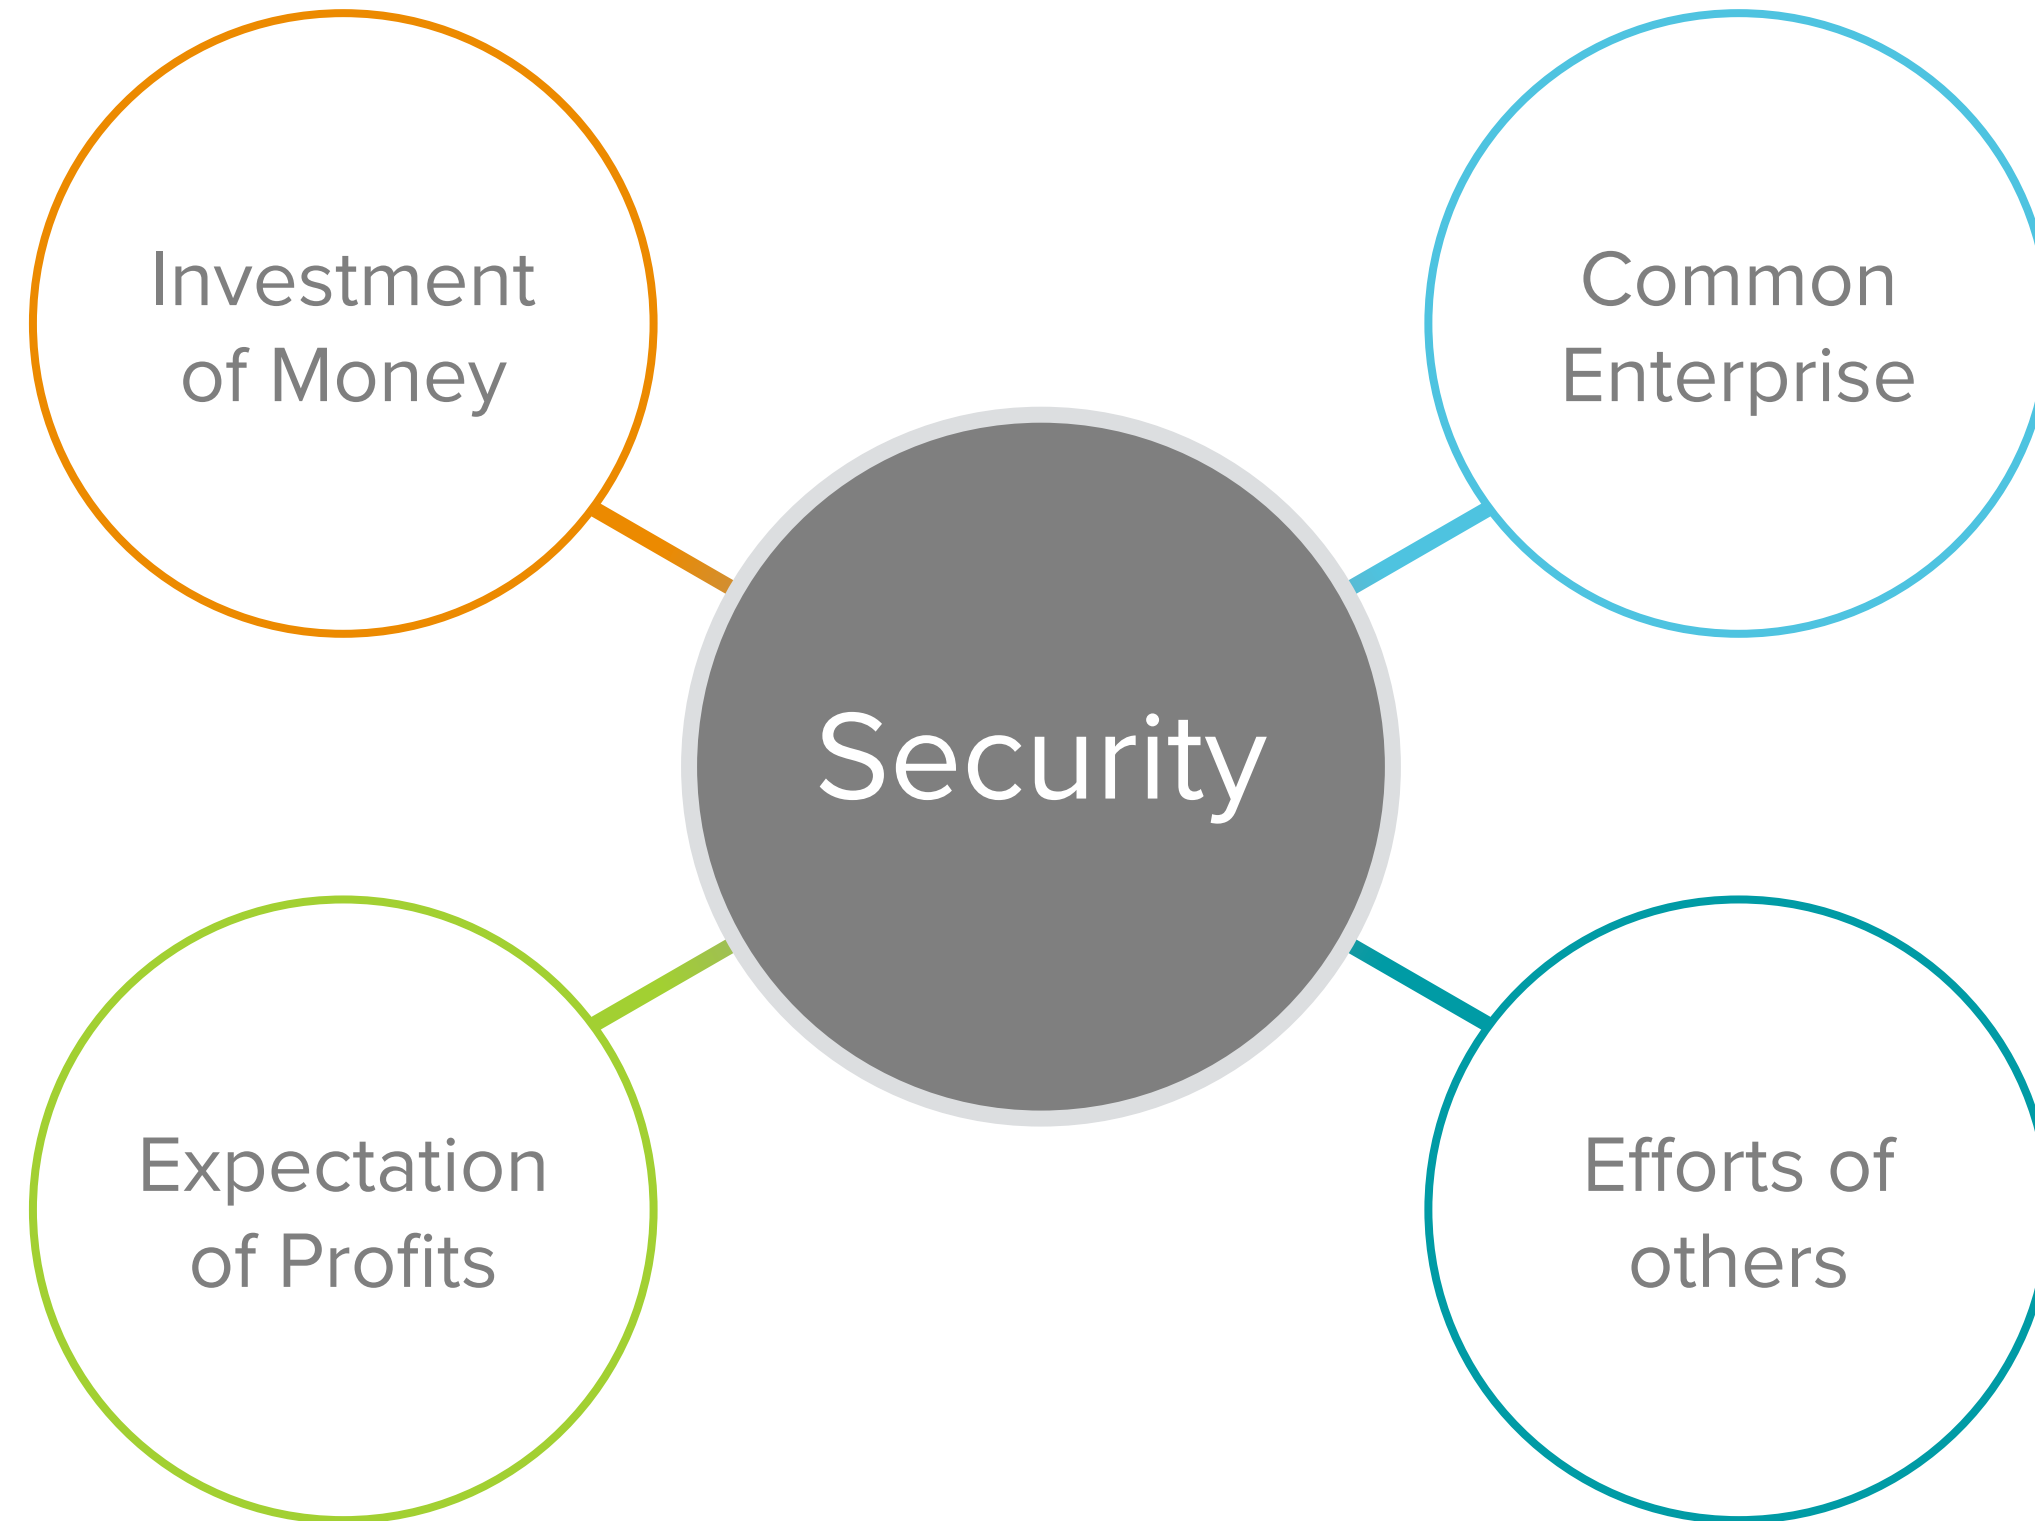 Investment
of Money
Common
Enterprise
Security
Expectation
of Profits
Efforts of
others